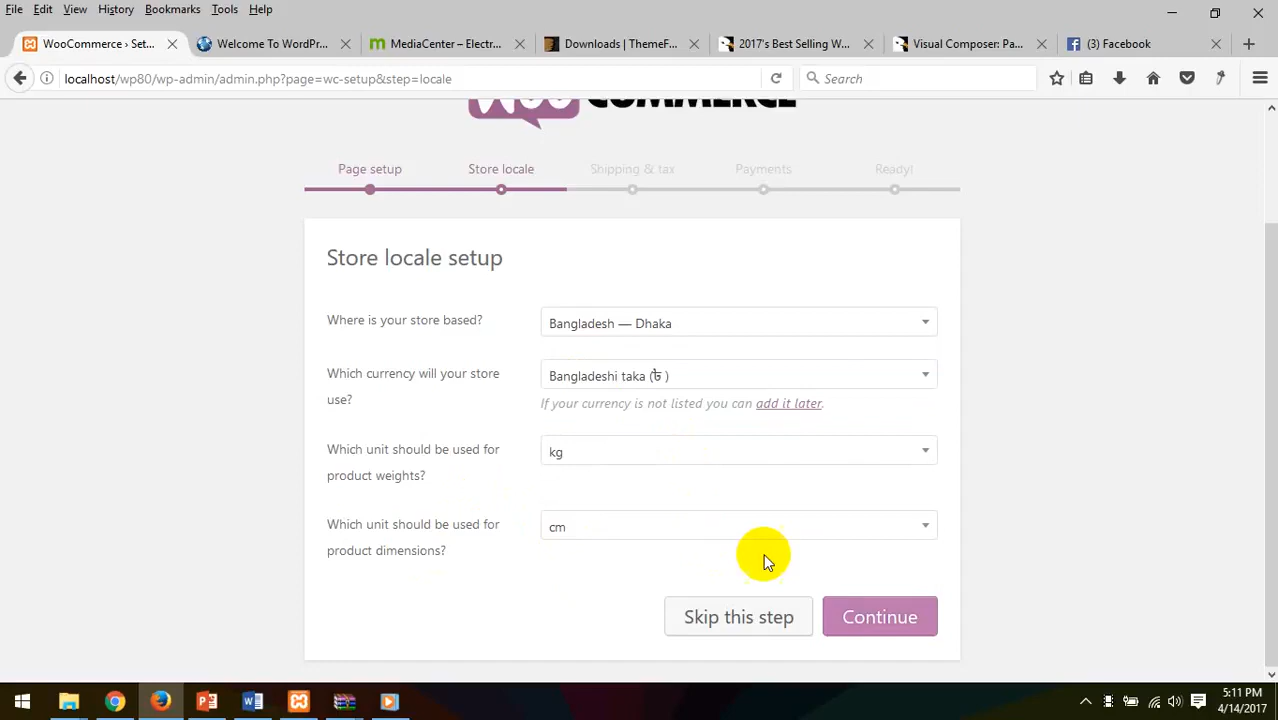 File Edit View History Bookmarks Tools Help
WooCommerce › Set... Welcome To WordPr... MediaCenter – Electr... Downloads | ThemeF... 2017's Best Selling W... Visual Composer: Pa... (3) Facebook
localhost/wp80/wp-admin/admin.php?page=wc-setup&step=locale Search
WOO COMMERCE
Page setup Store locale Shipping & tax Payments Ready!
Store locale setup
Where is your store based? Bangladesh — Dhaka
Which currency will your store use? Bangladeshi taka (৳ )
If your currency is not listed you can add it later.
Which unit should be used for product weights? kg
Which unit should be used for product dimensions? cm
Skip this step Continue
5:11 PM
4/14/2017